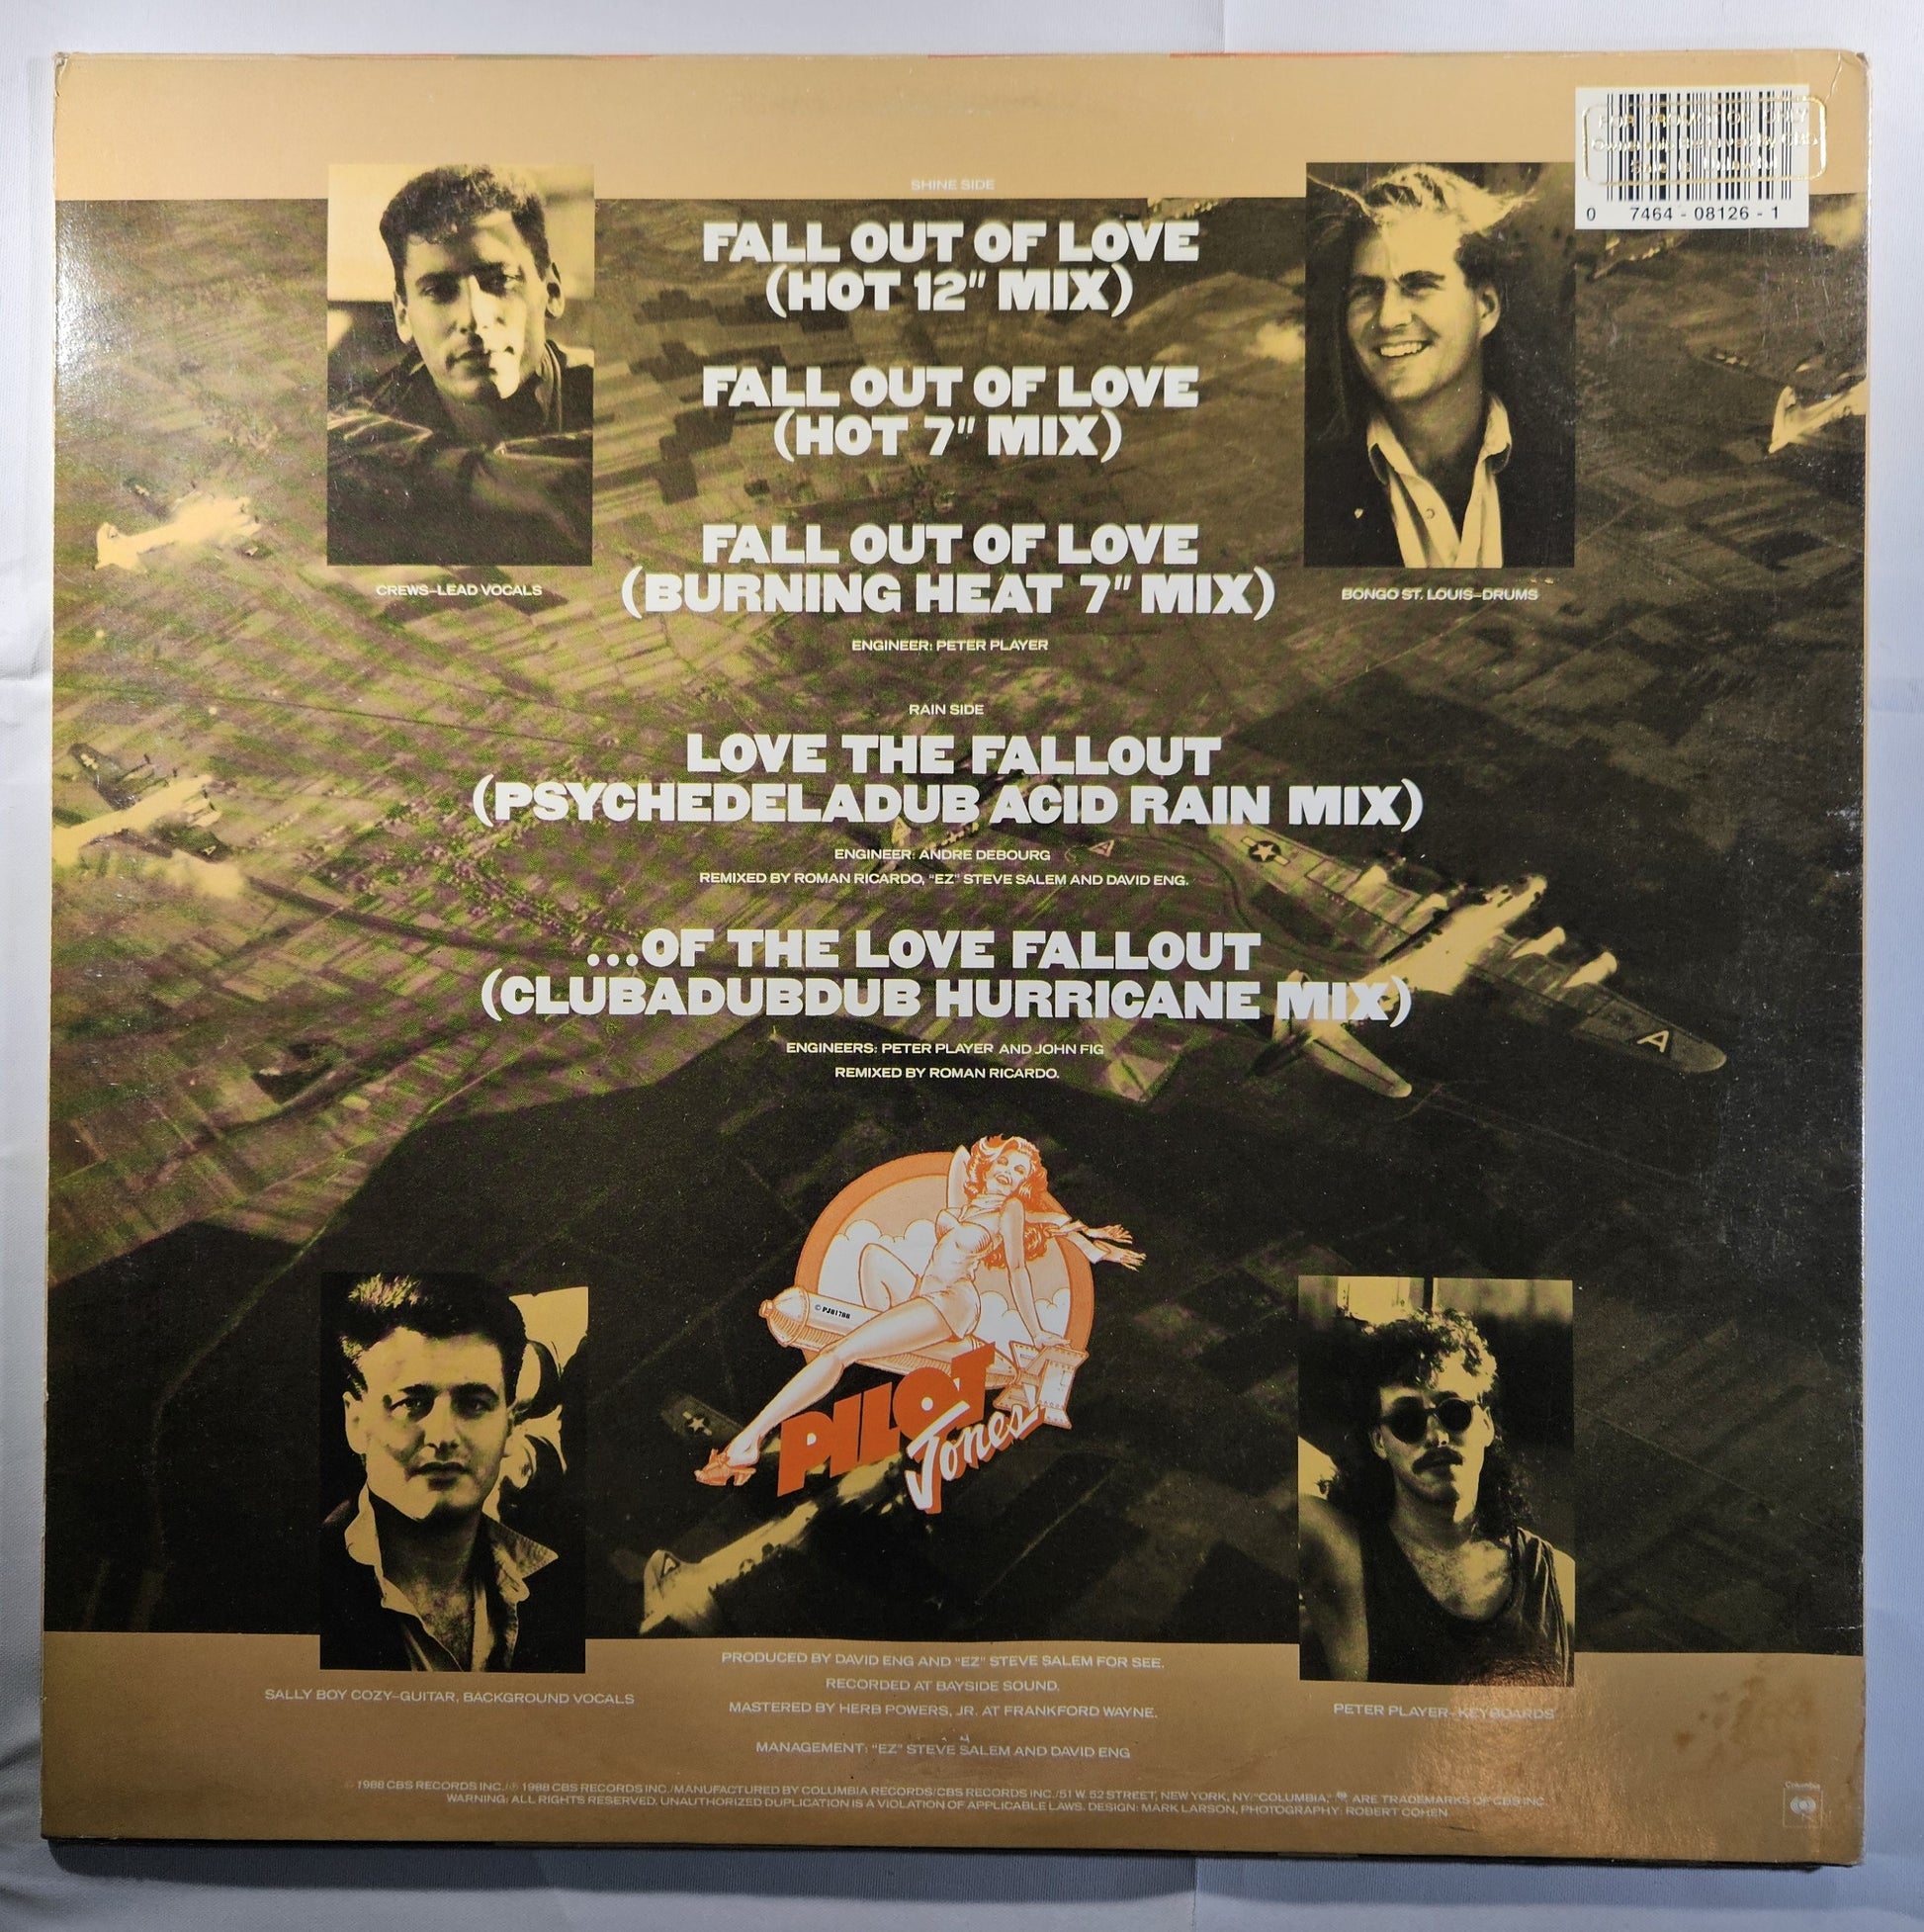 FOR PROMOTION ONLY
0 7464-08126-1
SHINE SIDE
FALL OUT OF LOVE
(HOT 12" MIX)
FALL OUT OF LOVE
(HOT 7" MIX)
FALL OUT OF LOVE
(BURNING HEAT 7" MIX)
CREWS-LEAD VOCALS
BONGO ST. LOUIS-DRUMS
ENGINEER: PETER PLAYER
RAIN SIDE
LOVE THE FALLOUT
(PSYCHEDELADUB ACID RAIN MIX)
ENGINEER: ANDRE DEBOURG
REMIXED BY ROMAN RICARDO, "EZ" STEVE SALEM AND DAVID ENG.
...OF THE LOVE FALLOUT
(CLUBADUBDUB HURRICANE MIX)
A
ENGINEERS: PETER PLAYER AND JOHN FIG
REMIXED BY ROMAN RICARDO.
PILOT
Jones
A
PRODUCED BY DAVID ENG AND "EZ" STEVE SALEM FOR SEE.
RECORDED AT BAYSIDE SOUND.
MASTERED BY HERB POWERS, JR. AT FRANKFORD WAYNE.
SALLY BOY COZY-GUITAR, BACKGROUND VOCALS
PETER PLAYER-KEYBOARDS
MANAGEMENT: "EZ" STEVE SALEM AND DAVID ENG
© 1988 CBS RECORDS INC./℗ 1988 CBS RECORDS INC./MANUFACTURED BY COLUMBIA RECORDS/CBS RECORDS INC./51 W. 52 STREET, NEW YORK, NY/"COLUMBIA," ARE TRADEMARKS OF CBS INC.
WARNING: ALL RIGHTS RESERVED. UNAUTHORIZED DUPLICATION IS A VIOLATION OF APPLICABLE LAWS. DESIGN: MARK LARSON, PHOTOGRAPHY: ROBERT COHEN
Columbia